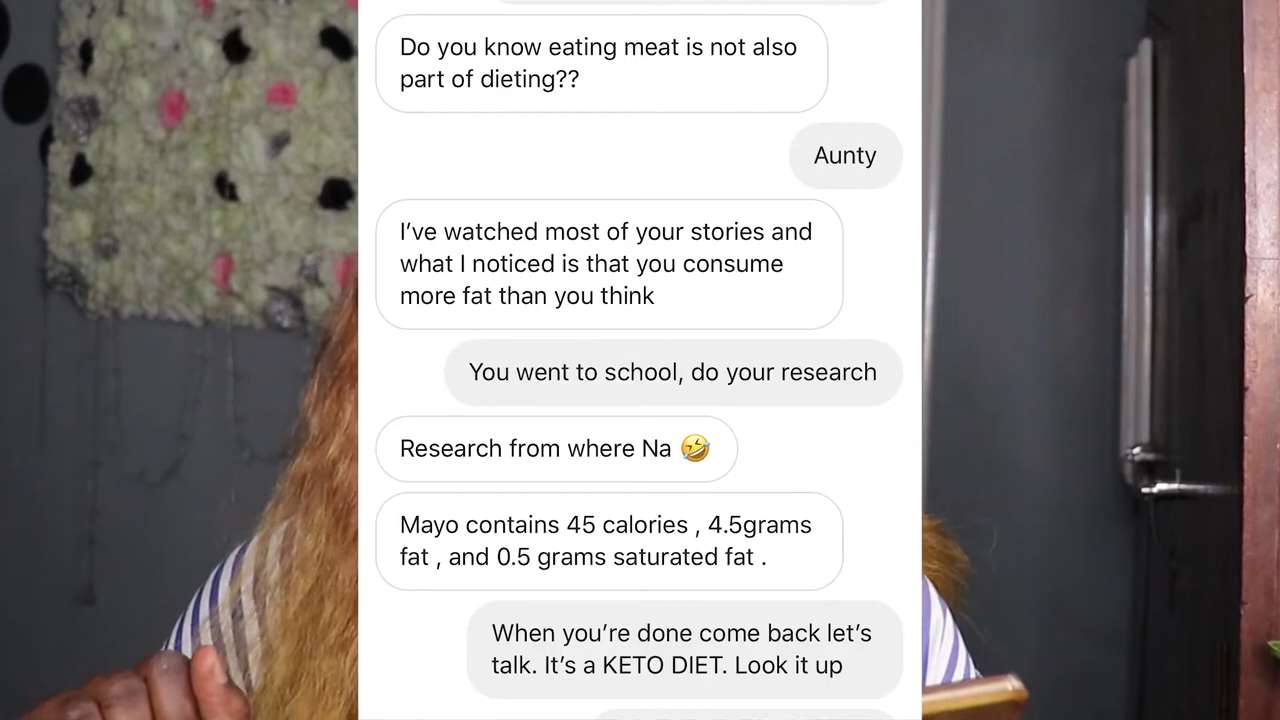 Do you know eating meat is not also
part of dieting??
Aunty
I’ve watched most of your stories and
what I noticed is that you consume
more fat than you think
You went to school, do your research
Research from where Na 🤣
Mayo contains 45 calories , 4.5grams
fat , and 0.5 grams saturated fat .
When you’re done come back let’s
talk. It’s a KETO DIET. Look it up